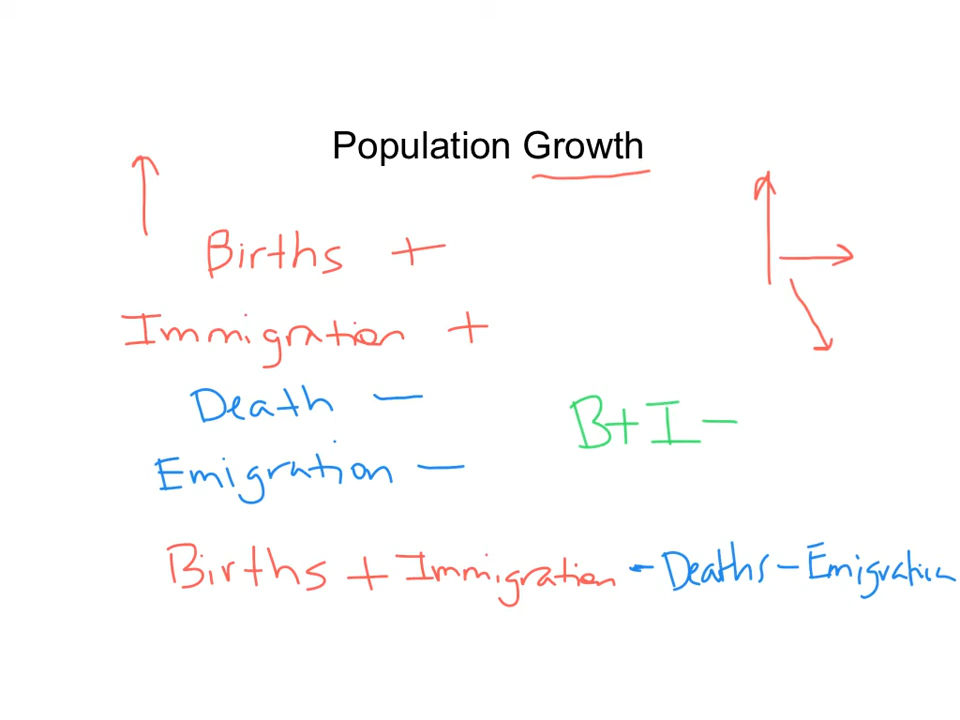 Population Growth
Births +
Immigration +
Death -
B+I-
Emigration -
Births + Immigration - Deaths - Emigration